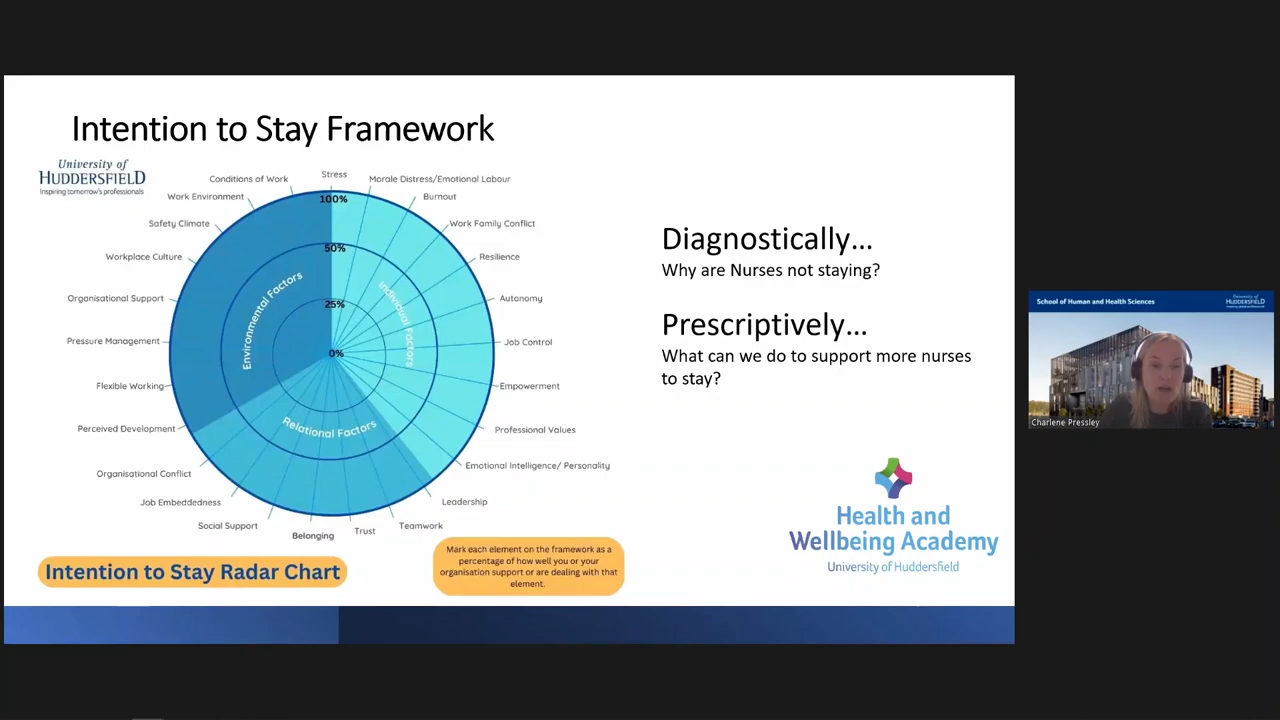 Intention to Stay Framework
University of
HUDDERSFIELD
Inspiring tomorrow's professionals
Stress
Morale Distress/Emotional Labour
Burnout
Work Family Conflict
Resilience
Autonomy
Job Control
Empowerment
Professional Values
Emotional Intelligence/ Personality
Leadership
Teamwork
Trust
Belonging
Social Support
Job Embeddedness
Organisational Conflict
Perceived Development
Flexible Working
Pressure Management
Organisational Support
Workplace Culture
Safety Climate
Work Environment
Conditions of Work
100%
50%
25%
0%
Environmental Factors
Individual Factors
Relational Factors
Intention to Stay Radar Chart
Mark each element on the framework as a
percentage of how well you or your
organisation support or are dealing with that
element.
Diagnostically...
Why are Nurses not staying?
Prescriptively...
What can we do to support more nurses
to stay?
Health and
Wellbeing Academy
University of Huddersfield
School of Human and Health Sciences
University of
HUDDERSFIELD
Charlene Pressley